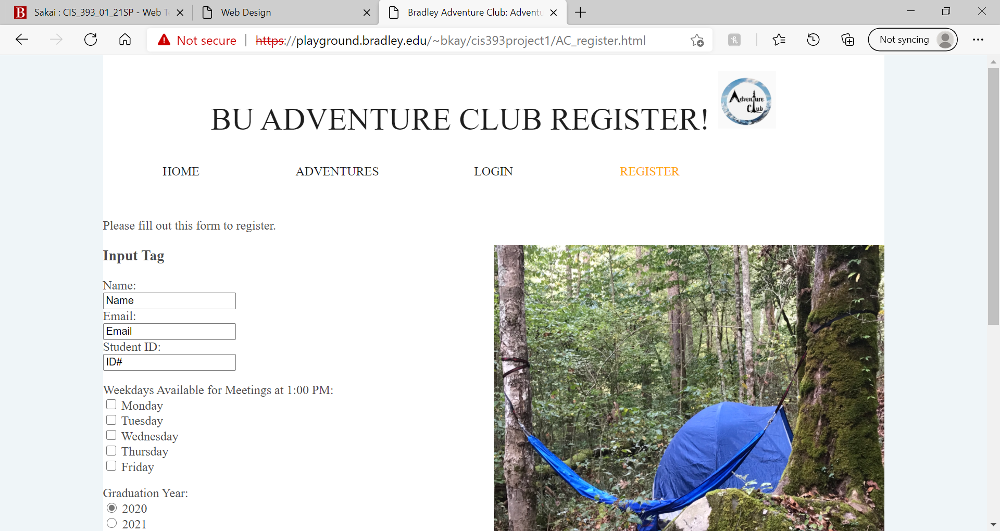 Sakai : CIS_393_01_21SP - Web T
Web Design
Bradley Adventure Club: Advent
Not secure
https://playground.bradley.edu/~bkay/cis393project1/AC_register.html
Not syncing
BU ADVENTURE CLUB REGISTER!
Adventure
Club
HOME
ADVENTURES
LOGIN
REGISTER
Please fill out this form to register.
Input Tag
Name:
Name
Email:
Email
Student ID:
ID#
Weekdays Available for Meetings at 1:00 PM:
Monday
Tuesday
Wednesday
Thursday
Friday
Graduation Year:
2020
2021